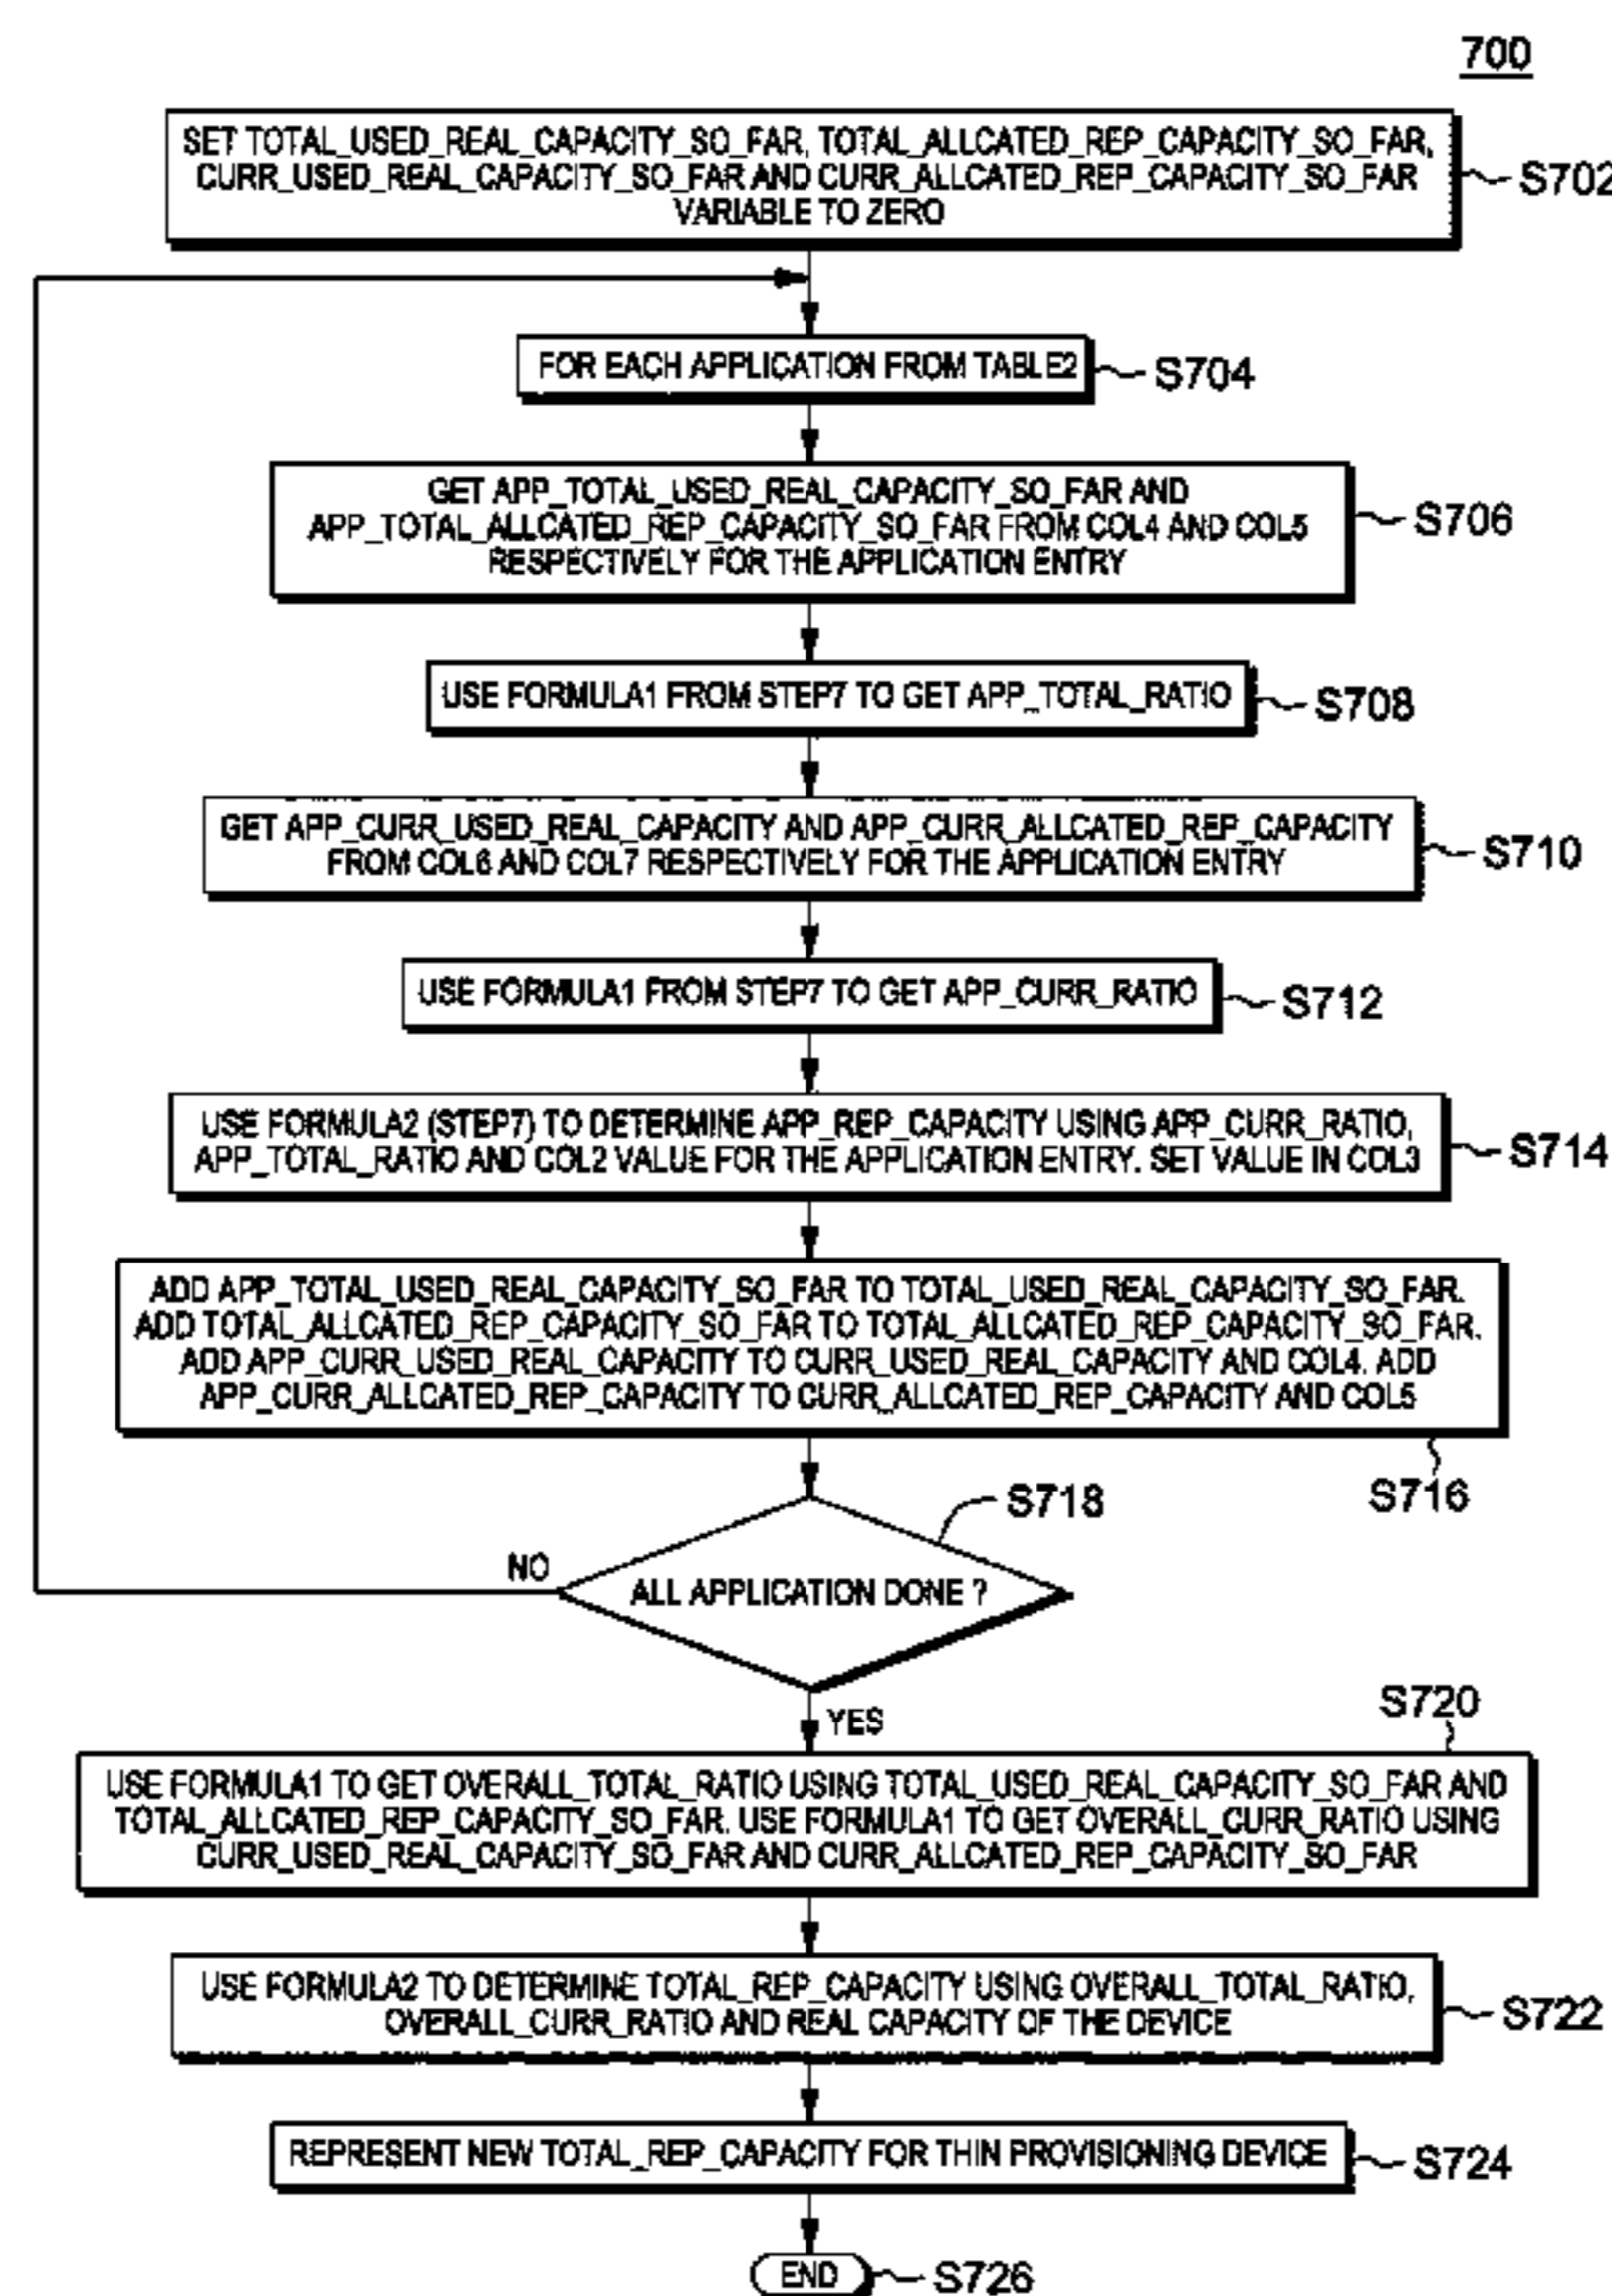 700
SET TOTAL_USED_REAL_CAPACITY_SO_FAR, TOTAL_ALLCATED_REP_CAPACITY_SO_FAR,
CURR_USED_REAL_CAPACITY_SO_FAR AND CURR_ALLCATED_REP_CAPACITY_SO_FAR
VARIABLE TO ZERO
S702
FOR EACH APPLICATION FROM TABLE2
S704
GET APP_TOTAL_USED_REAL_CAPACITY_SO_FAR AND
APP_TOTAL_ALLCATED_REP_CAPACITY_SO_FAR FROM COL4 AND COL5
RESPECTIVELY FOR THE APPLICATION ENTRY
S706
USE FORMULA1 FROM STEP7 TO GET APP_TOTAL_RATIO
S708
GET APP_CURR_USED_REAL_CAPACITY AND APP_CURR_ALLCATED_REP_CAPACITY
FROM COL6 AND COL7 RESPECTIVELY FOR THE APPLICATION ENTRY
S710
USE FORMULA1 FROM STEP7 TO GET APP_CURR_RATIO
S712
USE FORMULA2 (STEP7) TO DETERMINE APP_REP_CAPACITY USING APP_CURR_RATIO,
APP_TOTAL_RATIO AND COL2 VALUE FOR THE APPLICATION ENTRY. SET VALUE IN COL3
S714
ADD APP_TOTAL_USED_REAL_CAPACITY_SO_FAR TO TOTAL_USED_REAL_CAPACITY_SO_FAR.
ADD TOTAL_ALLCATED_REP_CAPACITY_SO_FAR TO TOTAL_ALLCATED_REP_CAPACITY_SO_FAR.
ADD APP_CURR_USED_REAL_CAPACITY TO CURR_USED_REAL_CAPACITY AND COL4. ADD
APP_CURR_ALLCATED_REP_CAPACITY TO CURR_ALLCATED_REP_CAPACITY AND COL5
S716
S718
NO
ALL APPLICATION DONE ?
YES
S720
USE FORMULA1 TO GET OVERALL_TOTAL_RATIO USING TOTAL_USED_REAL_CAPACITY_SO_FAR AND
TOTAL_ALLCATED_REP_CAPACITY_SO_FAR. USE FORMULA1 TO GET OVERALL_CURR_RATIO USING
CURR_USED_REAL_CAPACITY_SO_FAR AND CURR_ALLCATED_REP_CAPACITY_SO_FAR
USE FORMULA2 TO DETERMINE TOTAL_REP_CAPACITY USING OVERALL_TOTAL_RATIO,
OVERALL_CURR_RATIO AND REAL CAPACITY OF THE DEVICE
S722
REPRESENT NEW TOTAL_REP_CAPACITY FOR THIN PROVISIONING DEVICE
S724
END
S726